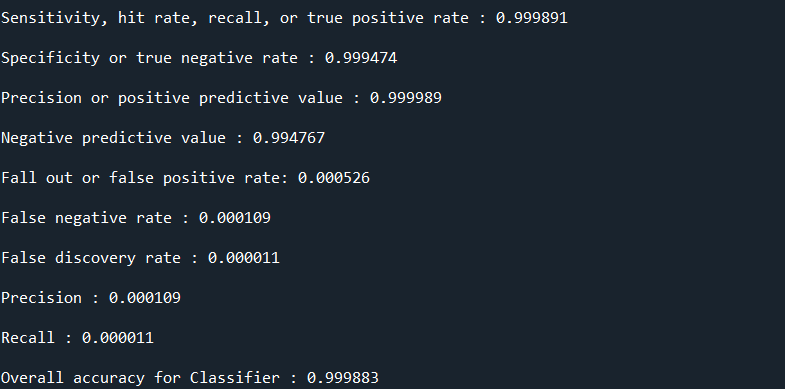 Sensitivity, hit rate, recall, or true positive rate : 0.999891
Specificity or true negative rate : 0.999474
Precision or positive predictive value : 0.999989
Negative predictive value : 0.994767
Fall out or false positive rate: 0.000526
False negative rate : 0.000109
False discovery rate : 0.000011
Precision : 0.000109
Recall : 0.000011
Overall accuracy for Classifier : 0.999883